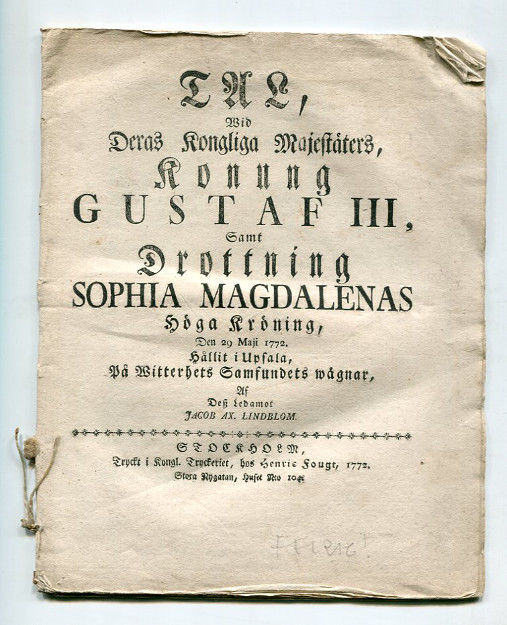 TAL,
Wid
Deras Kongliga Majestäters,
Konung
GUSTAF III,
Samt
Drottning
SOPHIA MAGDALENAS
Höga Kröning,
Den 29 Maji 1772.
Hållit i Upsala,
På Witterhets Samfundets wägnar,
Af
Deß Ledamot
JACOB AX. LINDBLOM.
STOCKHOLM,
Tryckt i Kongl. Tryckeriet, hos Henric Fougt, 1772.
Stora Nygatan, Huset N:o